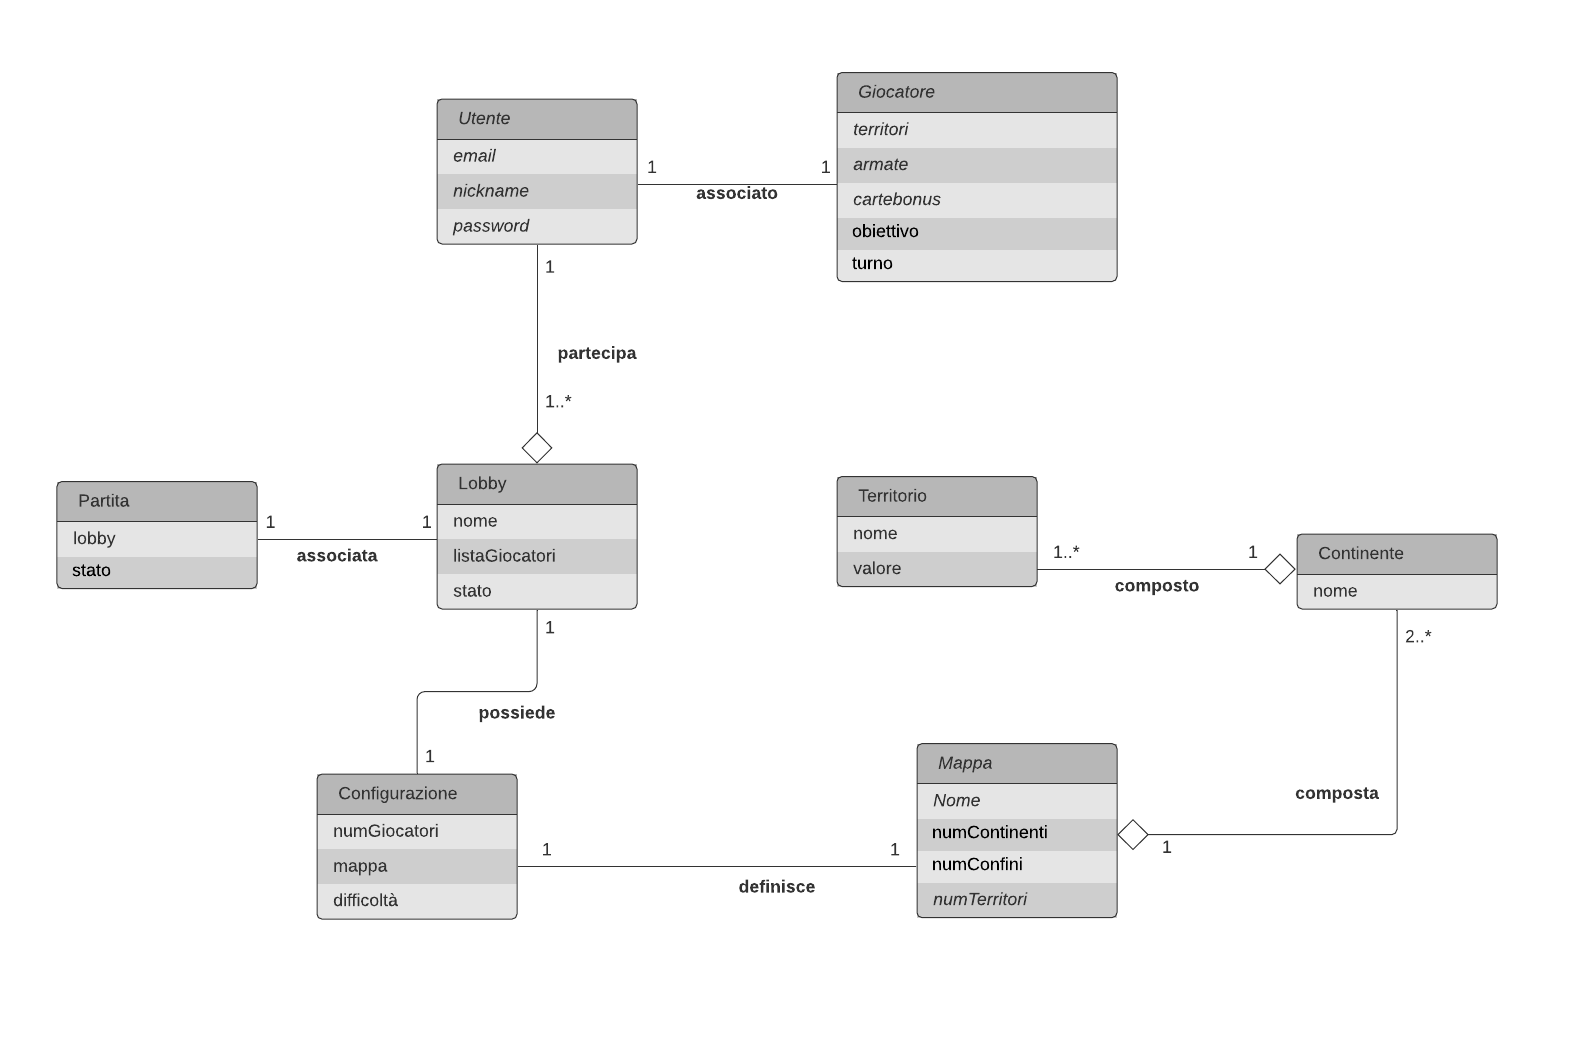 Utente
email
nickname
password
1
associato
1
Giocatore
territori
armate
cartebonus
obiettivo
turno
1
partecipa
1..*
Partita
lobby
stato
1
associata
1
Lobby
nome
listaGiocatori
stato
Territorio
nome
valore
1..*
composto
1
Continente
nome
1
possiede
1
2..*
composta
1
Configurazione
numGiocatori
mappa
difficoltà
1
definisce
1
Mappa
Nome
numContinenti
numConfini
numTerritori